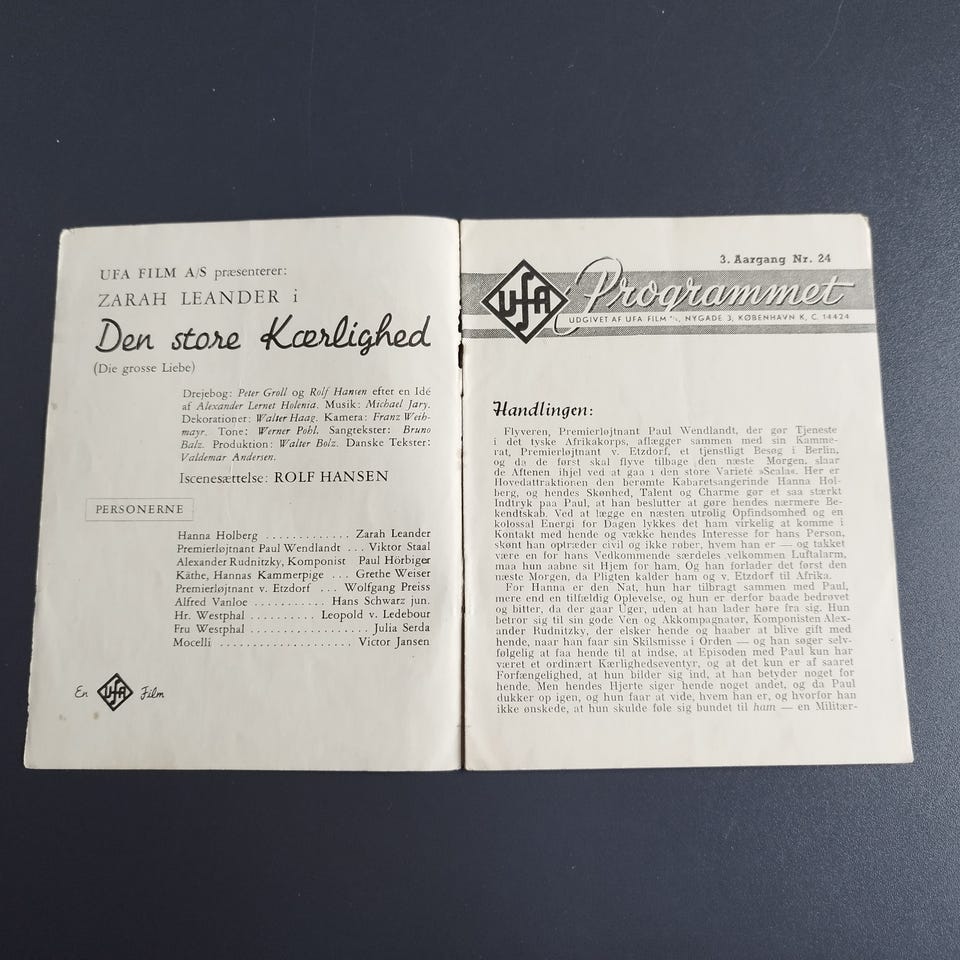 UFA FILM A/S præsenterer:
ZARAH LEANDER i
Den store Kærlighed
(Die grosse Liebe)
Drejebog: Peter Groll og Rolf Hansen efter en Idé
af Alexander Lernet Holenia. Musik: Michael Jary.
Dekorationer: Walter Haag. Kamera: Franz Weih-
mayr. Tone: Werner Pohl. Sangtekster: Bruno
Balz. Produktion: Walter Bolz. Danske Tekster:
Valdemar Andersen.
Iscenesættelse: ROLF HANSEN
PERSONERNE
Hanna Holberg ............. Zarah Leander
Premierløjtnant Paul Wendlandt ... Viktor Staal
Alexander Rudnitzky, Komponist Paul Hörbiger
Käthe, Hannas Kammerpige ... Grethe Weiser
Premierløjtnant v. Etzdorf ... Wolfgang Preiss
Alfred Vanloe ........... Hans Schwarz jun.
Hr. Westphal .......... Leopold v. Ledebour
Fru Westphal .................. Julia Serda
Mocelli .................... Victor Jansen
En UFA Film
3. Aargang Nr. 24
UFA Programmet
UDGIVET AF UFA FILM A/S, NYGADE 3, KØBENHAVN K, C. 14424
Handlingen:
Flyveren, Premierløjtnant Paul Wendlandt, der gør Tjeneste
i det tyske Afrikakorps, aflægger sammen med sin Kamme-
rat, Premierløjtnant v. Etzdorf, et tjenstligt Besøg i Berlin,
og da de først skal flyve tilbage den næste Morgen, slaar
de Aftenen ihjel ved at gaa i den store Varieté »Scala«. Her er
Hovedattraktionen den berømte Kabaretsangerinde Hanna Hol-
berg, og hendes Skønhed, Talent og Charme gør et saa stærkt
Indtryk paa Paul, at han beslutter at gøre hendes nærmere Be-
kendtskab. Ved at lægge en næsten utrolig Opfindsomhed og en
kolossal Energi for Dagen lykkes det ham virkelig at komme i
Kontakt med hende og vække hendes Interesse for hans Person,
skønt han optræder civil og ikke røber, hvem han er — og takket
være en for hans Vedkommende særdeles velkommen Luftalarm,
maa hun aabne sit Hjem for ham. Og han forlader det først den
næste Morgen, da Pligten kalder ham og v. Etzdorf til Afrika.
For Hanna er den Nat, hun har tilbragt sammen med Paul,
mere end en tilfældig Oplevelse, og hun er derfor baade bedrøvet
og bitter, da der gaar Uger, uden at han lader høre fra sig. Hun
betror sig til sin gode Ven og Akkompagnatør, Komponisten Alex-
ander Rudnitzky, der elsker hende og haaber at blive gift med
hende, naar hun faar sin Skilsmisse i Orden — og han søger selv-
følgelig at faa hende til at indse, at Episoden med Paul kun har
været et ordinært Kærlighedseventyr, og at det kun er af saaret
Forfængelighed, at hun bilder sig ind, at han betyder noget for
hende. Men hendes Hjerte siger hende noget andet, og da Paul
dukker op igen, og hun faar at vide, hvem han er, og hvorfor han
ikke ønskede, at hun skulde føle sig bundet til ham — en Militær-